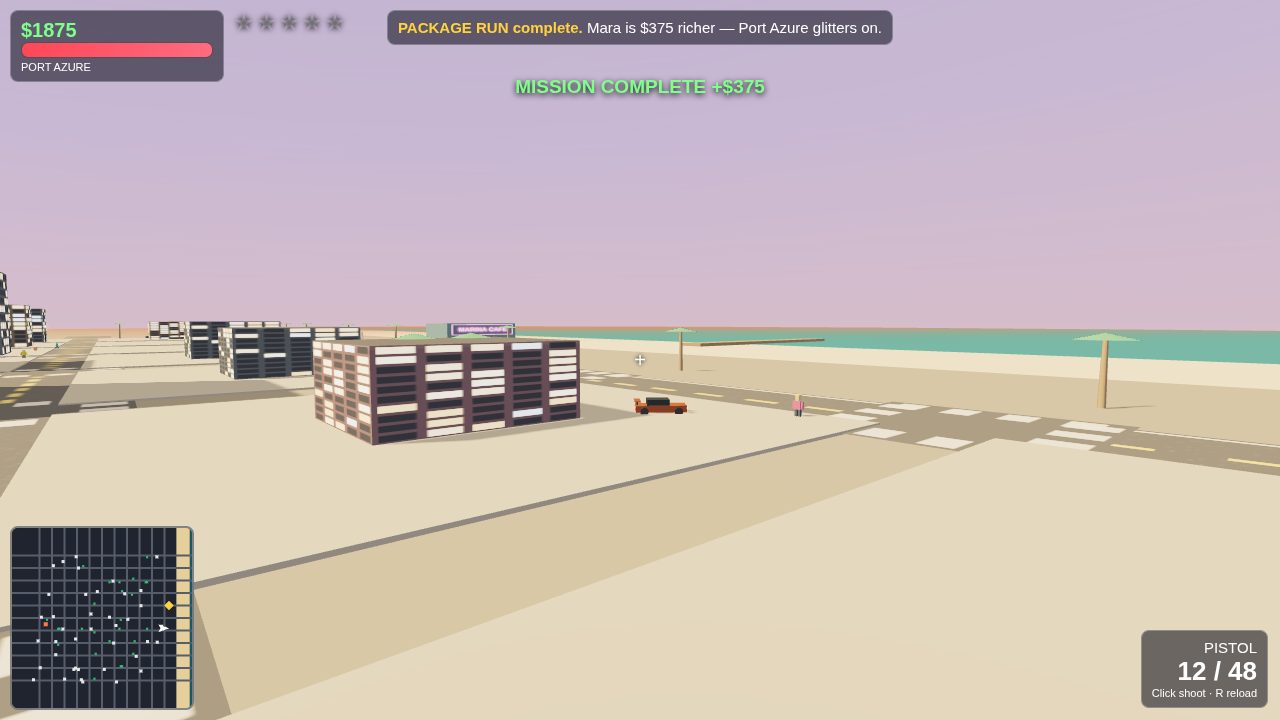 $1875
PORT AZURE
PACKAGE RUN complete. Mara is $375 richer — Port Azure glitters on.
MISSION COMPLETE +$375
MARINA CAFE
PISTOL
12 / 48
Click shoot · R reload